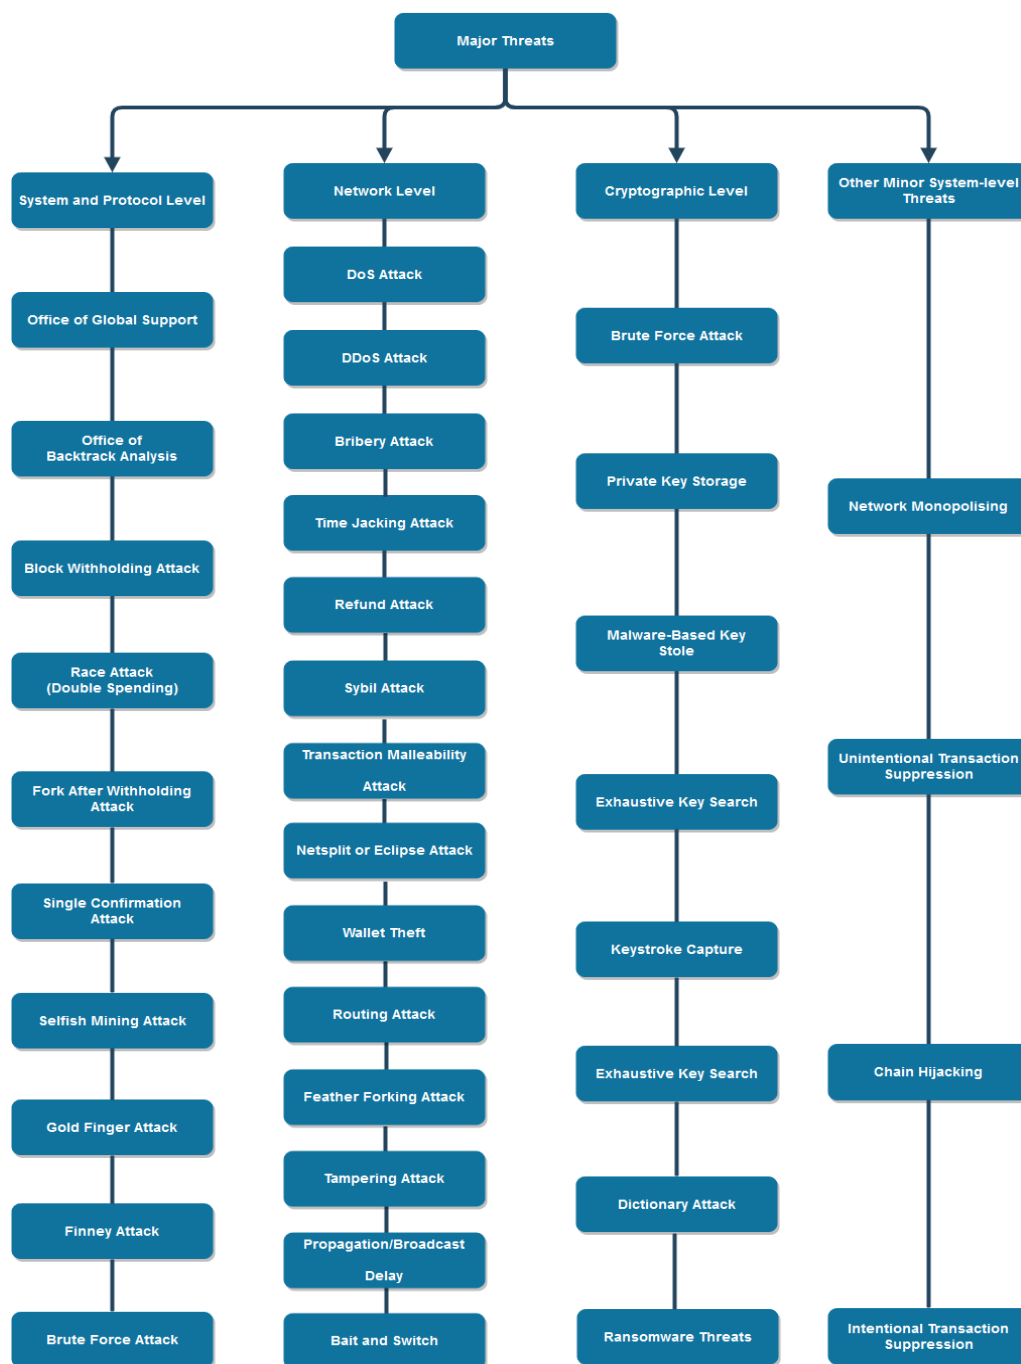 Major Threats
System and Protocol Level
Office of Global Support
Office of
Backtrack Analysis
Block Withholding Attack
Race Attack
(Double Spending)
Fork After Withholding
Attack
Single Confirmation
Attack
Selfish Mining Attack
Gold Finger Attack
Finney Attack
Brute Force Attack
Network Level
DoS Attack
DDoS Attack
Bribery Attack
Time Jacking Attack
Refund Attack
Sybil Attack
Transaction Malleability
Attack
Netsplit or Eclipse Attack
Wallet Theft
Routing Attack
Feather Forking Attack
Tampering Attack
Propagation/Broadcast
Delay
Bait and Switch
Cryptographic Level
Brute Force Attack
Private Key Storage
Malware-Based Key
Stole
Exhaustive Key Search
Keystroke Capture
Exhaustive Key Search
Dictionary Attack
Ransomware Threats
Other Minor System-level
Threats
Network Monopolising
Unintentional Transaction
Suppression
Chain Hijacking
Intentional Transaction
Suppression